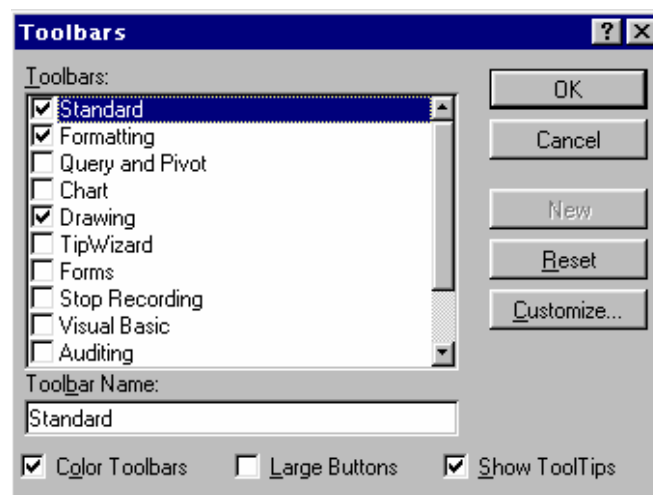 Toolbars
Toolbars:
Standard
Formatting
Query and Pivot
Chart
Drawing
TipWizard
Forms
Stop Recording
Visual Basic
Auditing
Toolbar Name:
Standard
Color Toolbars
Large Buttons
Show ToolTips
OK
Cancel
New
Reset
Customize...